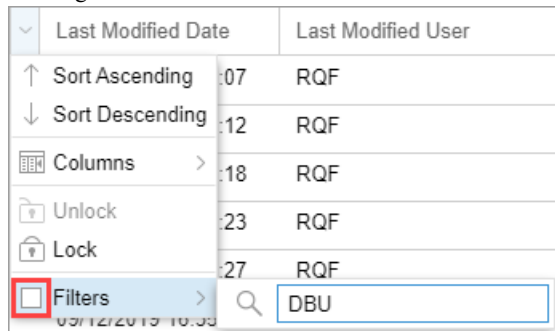 Last Modified Date Last Modified User
Sort Ascending :07 RQF
Sort Descending :12 RQF
Columns :18 RQF
Unlock :23 RQF
Lock
:27 RQF
Filters DBU